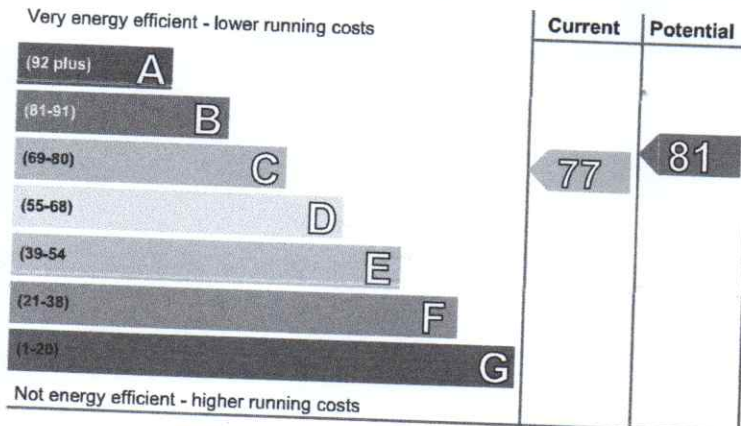 Very energy efficient - lower running costs
Current
Potential
(92 plus) A
(81-91) B
(69-80) C
(55-68) D
(39-54 E
(21-38) F
(1-20) G
77
81
Not energy efficient - higher running costs